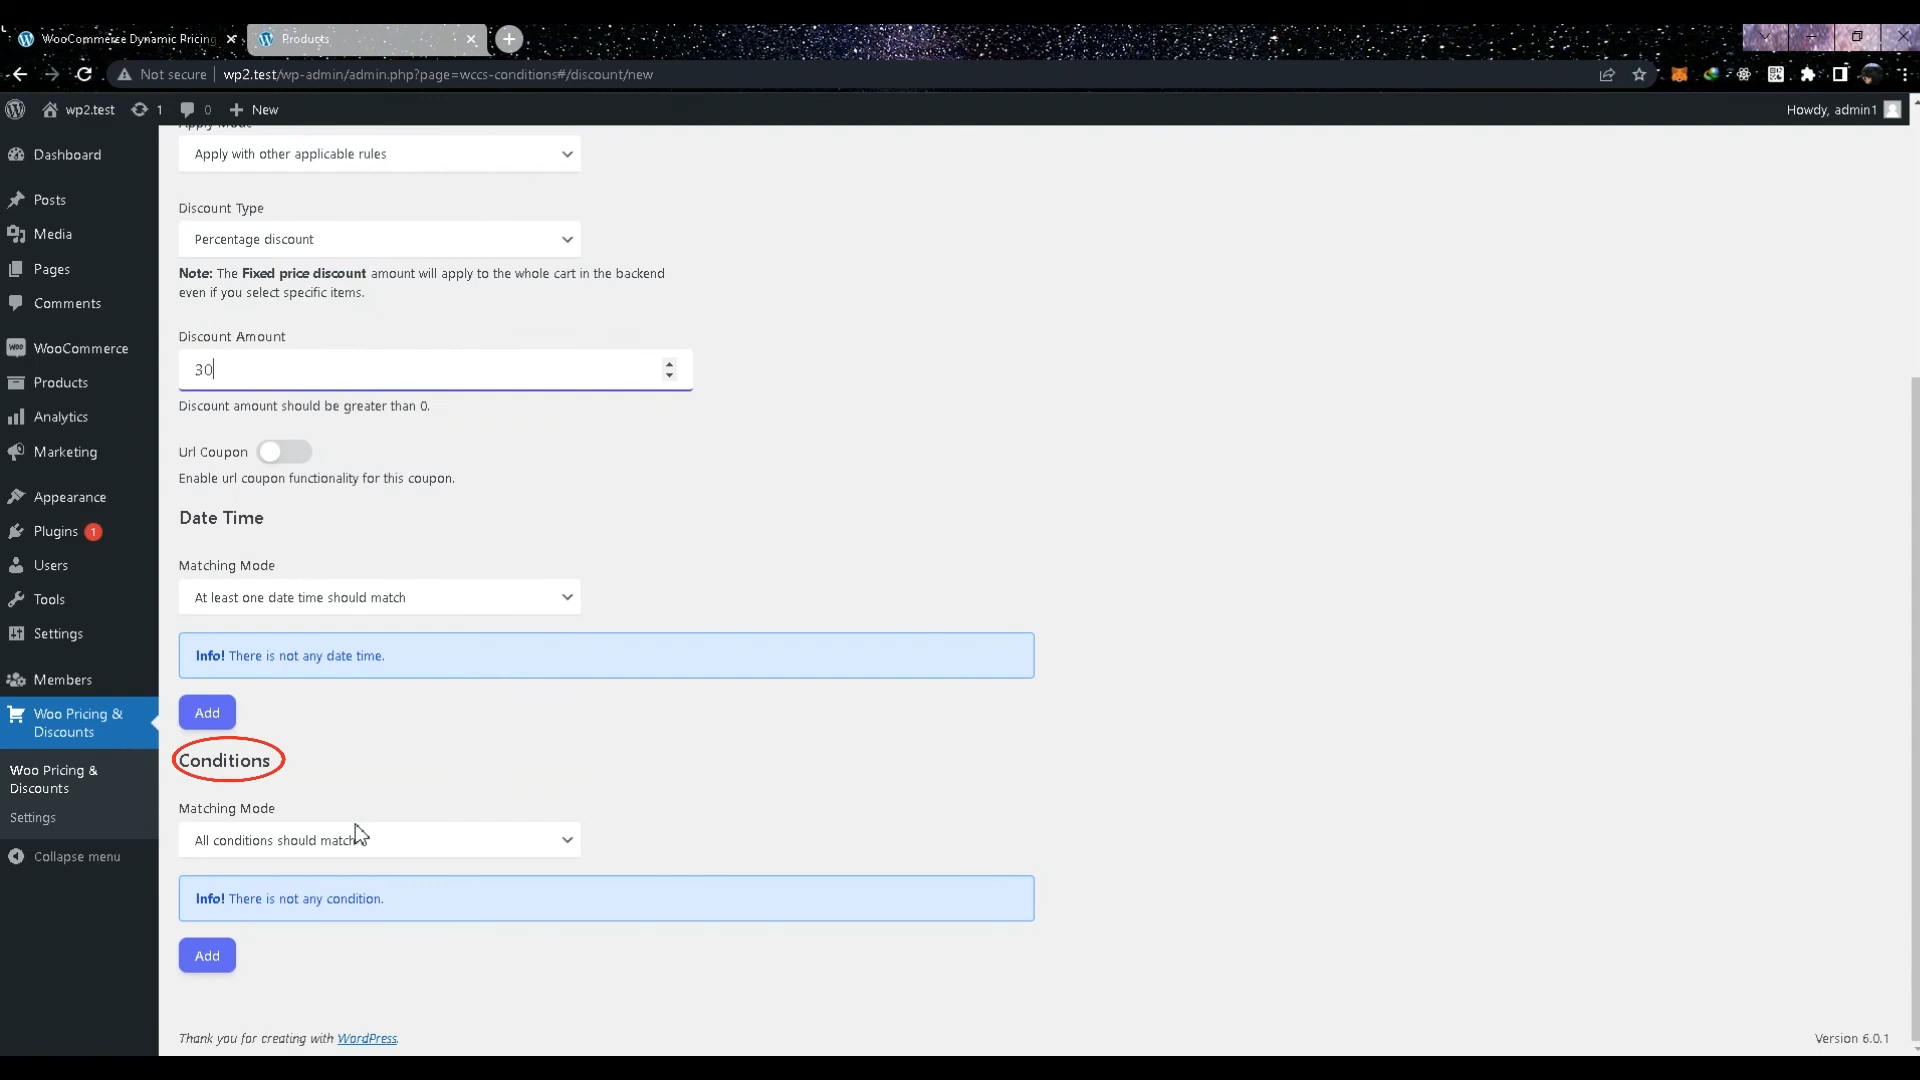 WooCommerce Dynamic Pricing
Products
Not secure
wp2.test/wp-admin/admin.php?page=wccs-conditions#/discount/new
wp2.test
1
0
New
Howdy, admin1
Apply Mode
Dashboard
Apply with other applicable rules
Posts
Discount Type
Media
Percentage discount
Pages
Note: The Fixed price discount amount will apply to the whole cart in the backend
even if you select specific items.
Comments
Discount Amount
WooCommerce
30
Products
Discount amount should be greater than 0.
Analytics
Marketing
Url Coupon
Enable url coupon functionality for this coupon.
Appearance
Date Time
Plugins 1
Users
Matching Mode
Tools
At least one date time should match
Settings
Info! There is not any date time.
Members
Woo Pricing &
Discounts
Add
Conditions
Woo Pricing &
Discounts
Matching Mode
Settings
All conditions should match
Collapse menu
Info! There is not any condition.
Add
Thank you for creating with WordPress.
Version 6.0.1